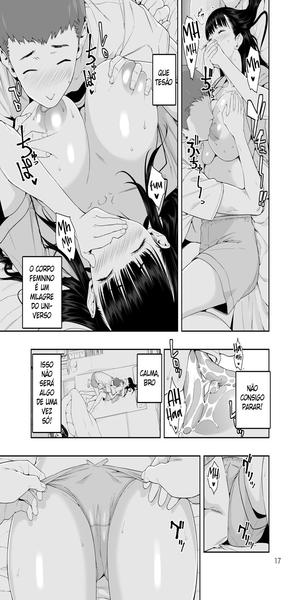 MH
MH
QUE
TESÃO
FUM
MH
MH
O CORPO
FEMININO
É UM
MILAGRE
DO UNI-
VERSO
NÃO
CONSIGO
PARAR!
AH
HAA
CALMA,
BRO
ISSO
NÃO
SERÁ
ALGO DE
UMA VEZ
SÓ!
17